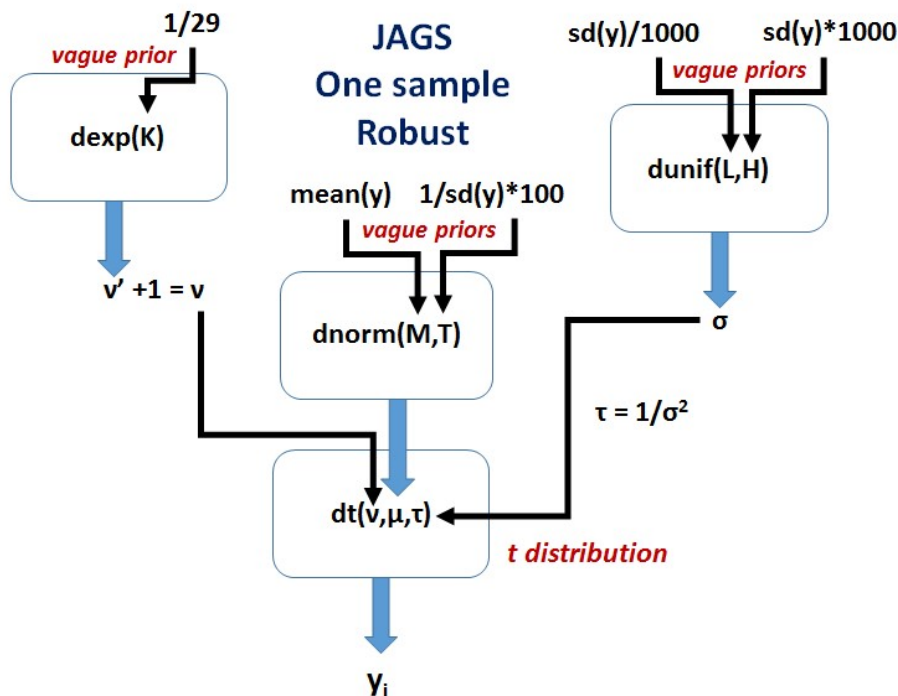 1/29
vague prior
dexp(K)
ν’ +1 = ν
JAGS
One sample
Robust
mean(y) 1/sd(y)*100
vague priors
dnorm(M,T)
sd(y)/1000 sd(y)*1000
vague priors
dunif(L,H)
σ
τ = 1/σ²
dt(ν,μ,τ)
t distribution
yᵢ